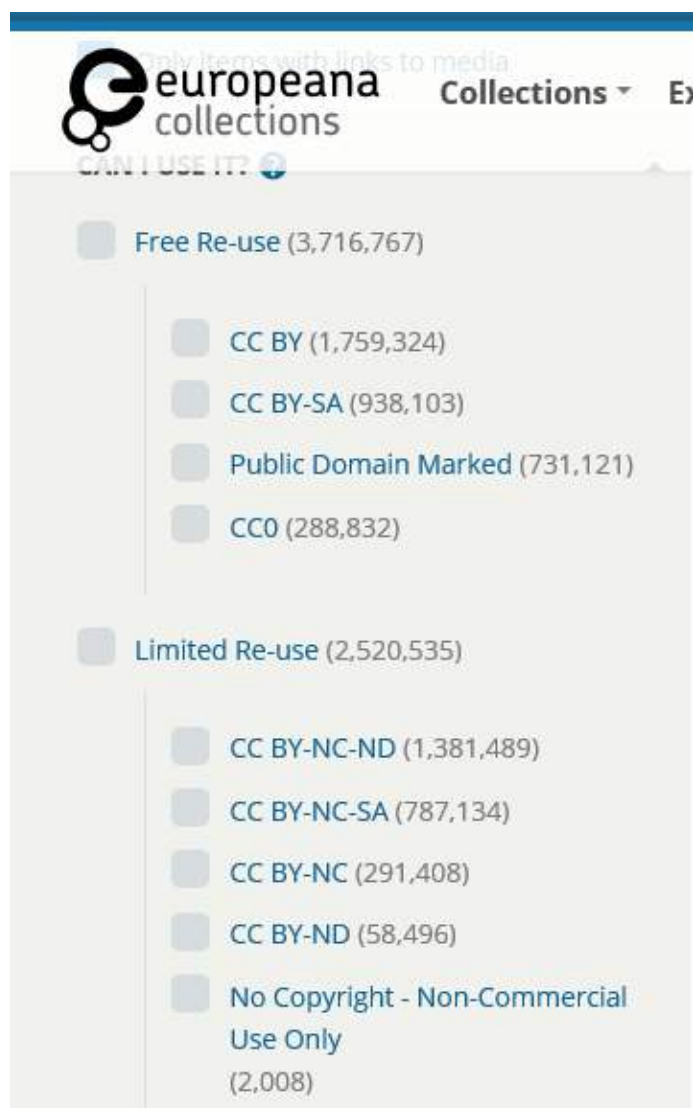 Only items with links to media
europeana
collections
Collections
Ex
CAN I USE IT?
Free Re-use (3,716,767)
CC BY (1,759,324)
CC BY-SA (938,103)
Public Domain Marked (731,121)
CC0 (288,832)
Limited Re-use (2,520,535)
CC BY-NC-ND (1,381,489)
CC BY-NC-SA (787,134)
CC BY-NC (291,408)
CC BY-ND (58,496)
No Copyright - Non-Commercial
Use Only
(2,008)